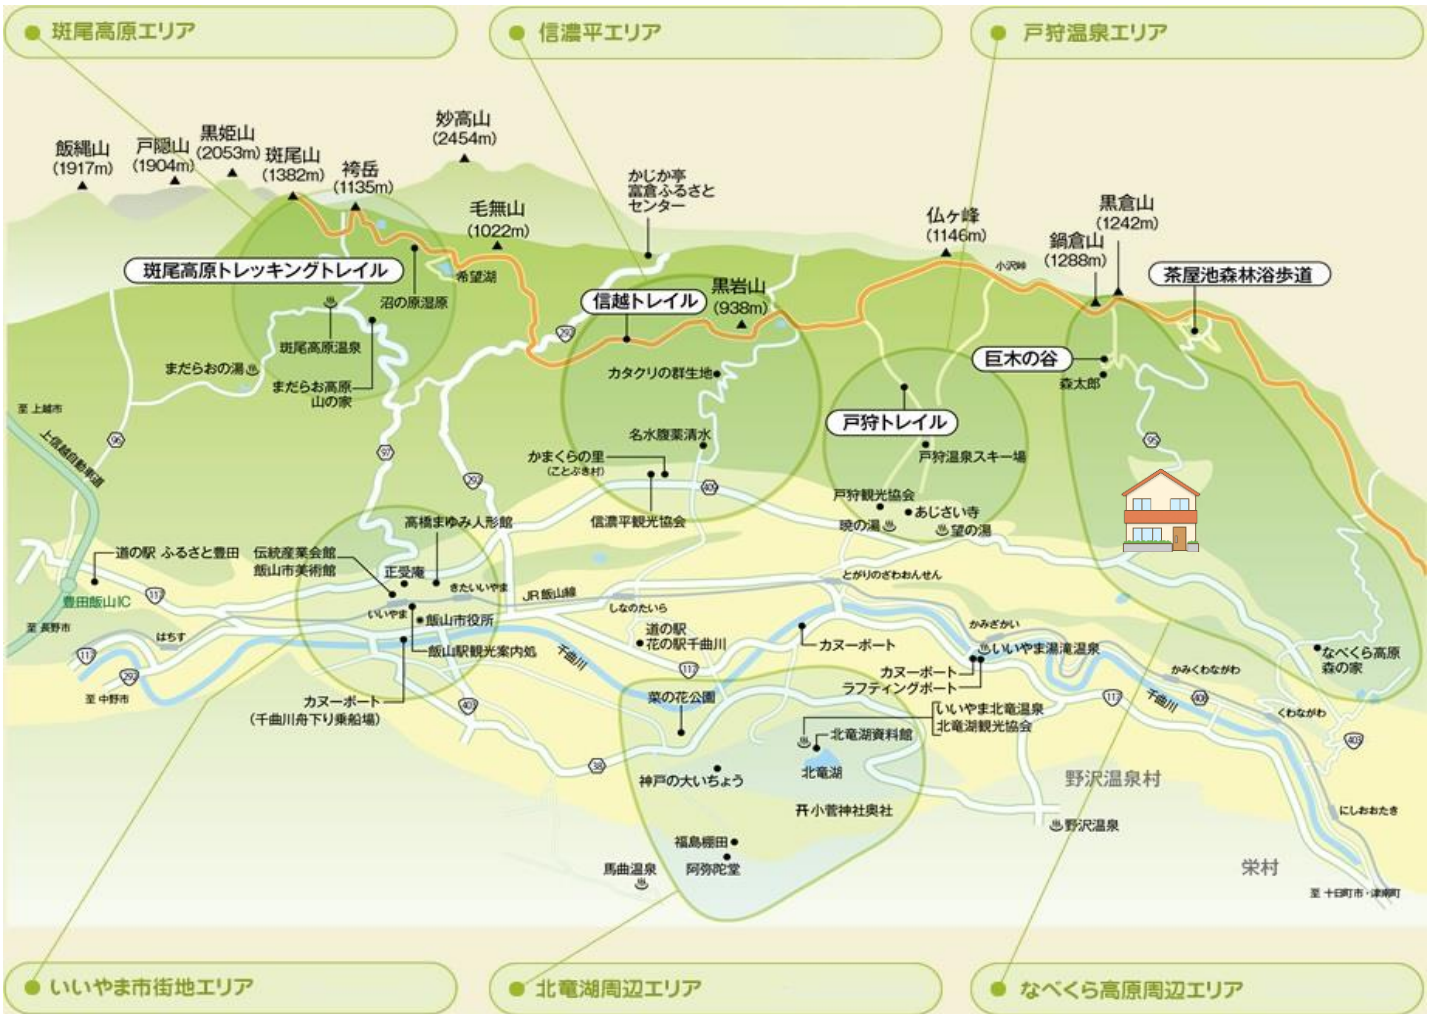 斑尾高原エリア
信濃平エリア
戸狩温泉エリア
飯縄山
(1917m)
戸隠山
(1904m)
黒姫山
(2053m)
斑尾山
(1382m)
袴岳
(1135m)
妙高山
(2454m)
毛無山
(1022m)
かじか亭
富倉ふるさと
センター
仏ヶ峰
(1146m)
黒倉山
(1242m)
鍋倉山
(1288m)
小沢峠
斑尾高原トレッキングトレイル
希望湖
沼の原湿原
信越トレイル
黒岩山
(938m)
茶屋池森林浴歩道
斑尾高原温泉
292
巨木の谷
森太郎
まだらおの湯
まだらお高原
山の家
カタクリの群生地
戸狩トレイル
至 上越市
上信越自動車道
96
97
292
名水腹薬清水
かまくらの里
(ことぶき村)
戸狩温泉スキー場
95
409
信濃平観光協会
戸狩観光協会
あじさい寺
暁の湯
望の湯
高橋まゆみ人形館
道の駅 ふるさと豊田
伝統産業会館
飯山市美術館
正受庵
きたいいやま
JR飯山線
とがりのざわおんせん
豊田飯山IC
117
いいやま
飯山市役所
しなのたいら
至 長野市
はちす
飯山駅観光案内処
道の駅
花の駅千曲川
カヌーポート
かみさかい
いいやま湯滝温泉
なべくら高原
森の家
117
292
千曲川
117
カヌーポート
ラフティングポート
かみくわながわ
至 中野市
カヌーポート
(千曲川舟下り乗船場)
403
菜の花公園
いいやま北竜温泉
北竜湖観光協会
117
千曲川
408
くわながわ
北竜湖資料館
403
38
神戸の大いちょう
北竜湖
野沢温泉村
小菅神社奥社
野沢温泉
にしおおたき
福島棚田
阿弥陀堂
馬曲温泉
栄村
至 十日町市・津南町
いいやま市街地エリア
北竜湖周辺エリア
なべくら高原周辺エリア